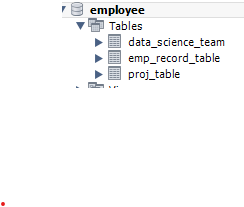 employee
Tables
data_science_team
emp_record_table
proj_table